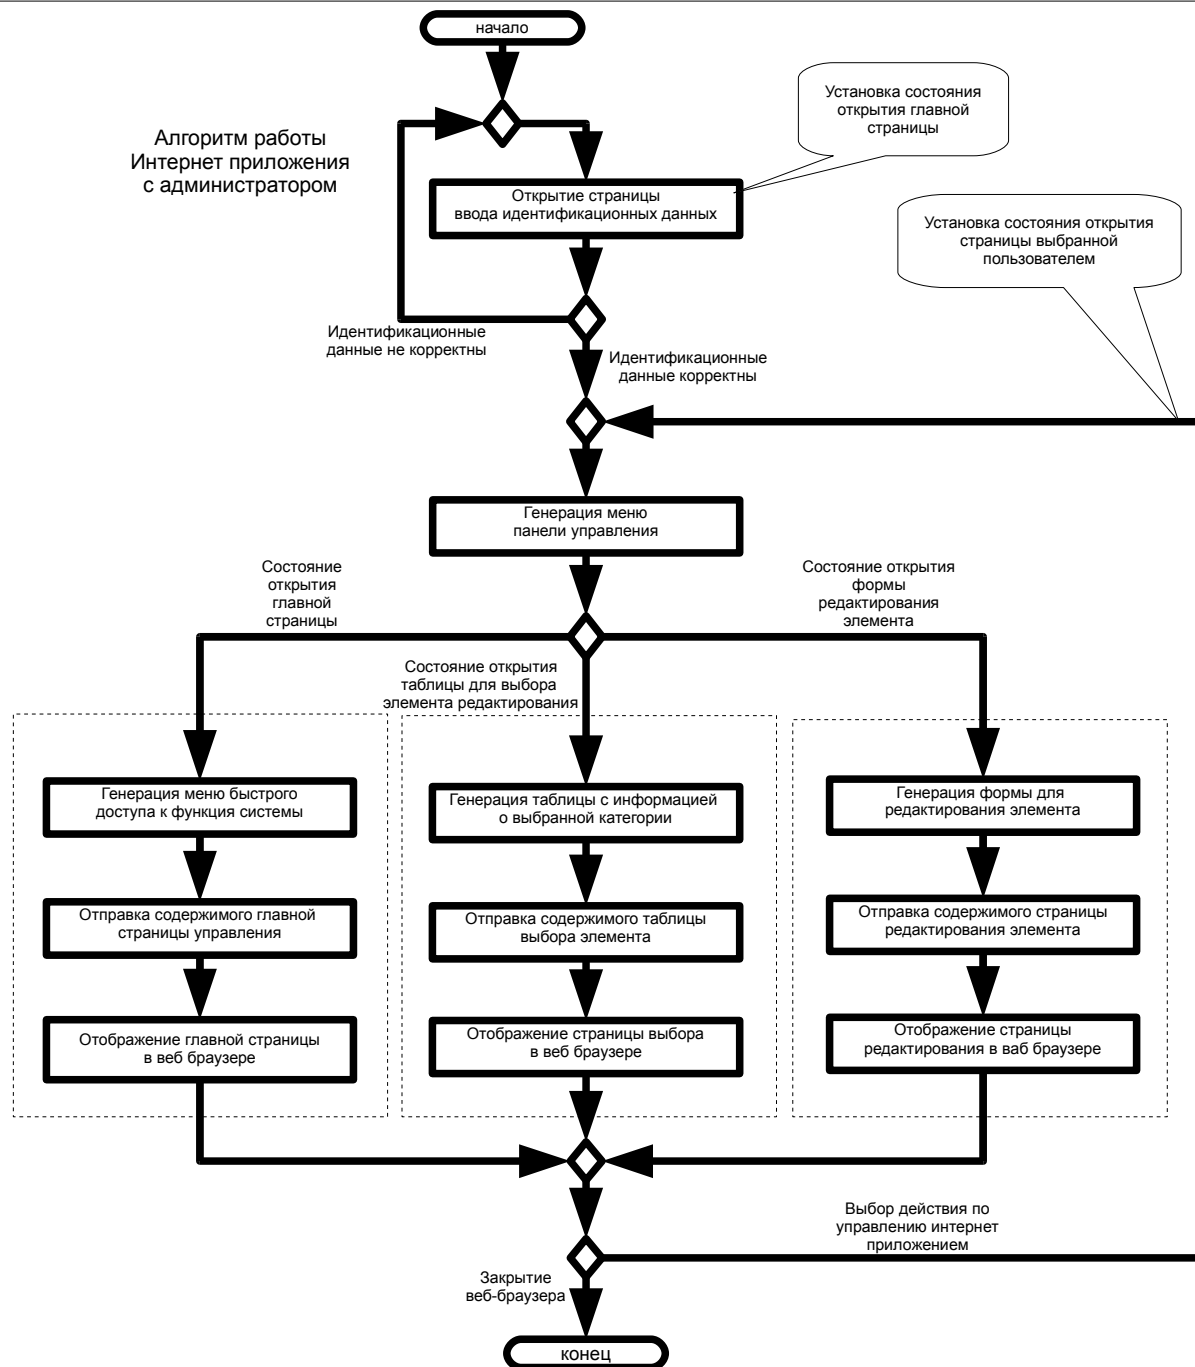 начало
Установка состояния
открытия главной
страницы
Алгоритм работы
Интернет приложения
с администратором
Открытие страницы
ввода идентификационных данных
Установка состояния открытия
страницы выбранной
пользователем
Идентификационные
данные не корректны
Идентификационные
данные корректны
Генерация меню
панели управления
Состояние
открытия
главной
страницы
Состояние открытия
формы
редактирования
элемента
Состояние открытия
таблицы для выбора
элемента редактирования
Генерация меню быстрого
доступа к функция системы
Генерация таблицы с информацией
о выбранной категории
Генерация формы для
редактирования элемента
Отправка содержимого главной
страницы управления
Отправка содержимого таблицы
выбора элемента
Отправка содержимого страницы
редактирования элемента
Отображение главной страницы
в веб браузере
Отображение страницы выбора
в веб браузере
Отображение страницы
редактирования в ваб браузере
Выбор действия по
управлению интернет
приложением
Закрытие
веб-браузера
конец